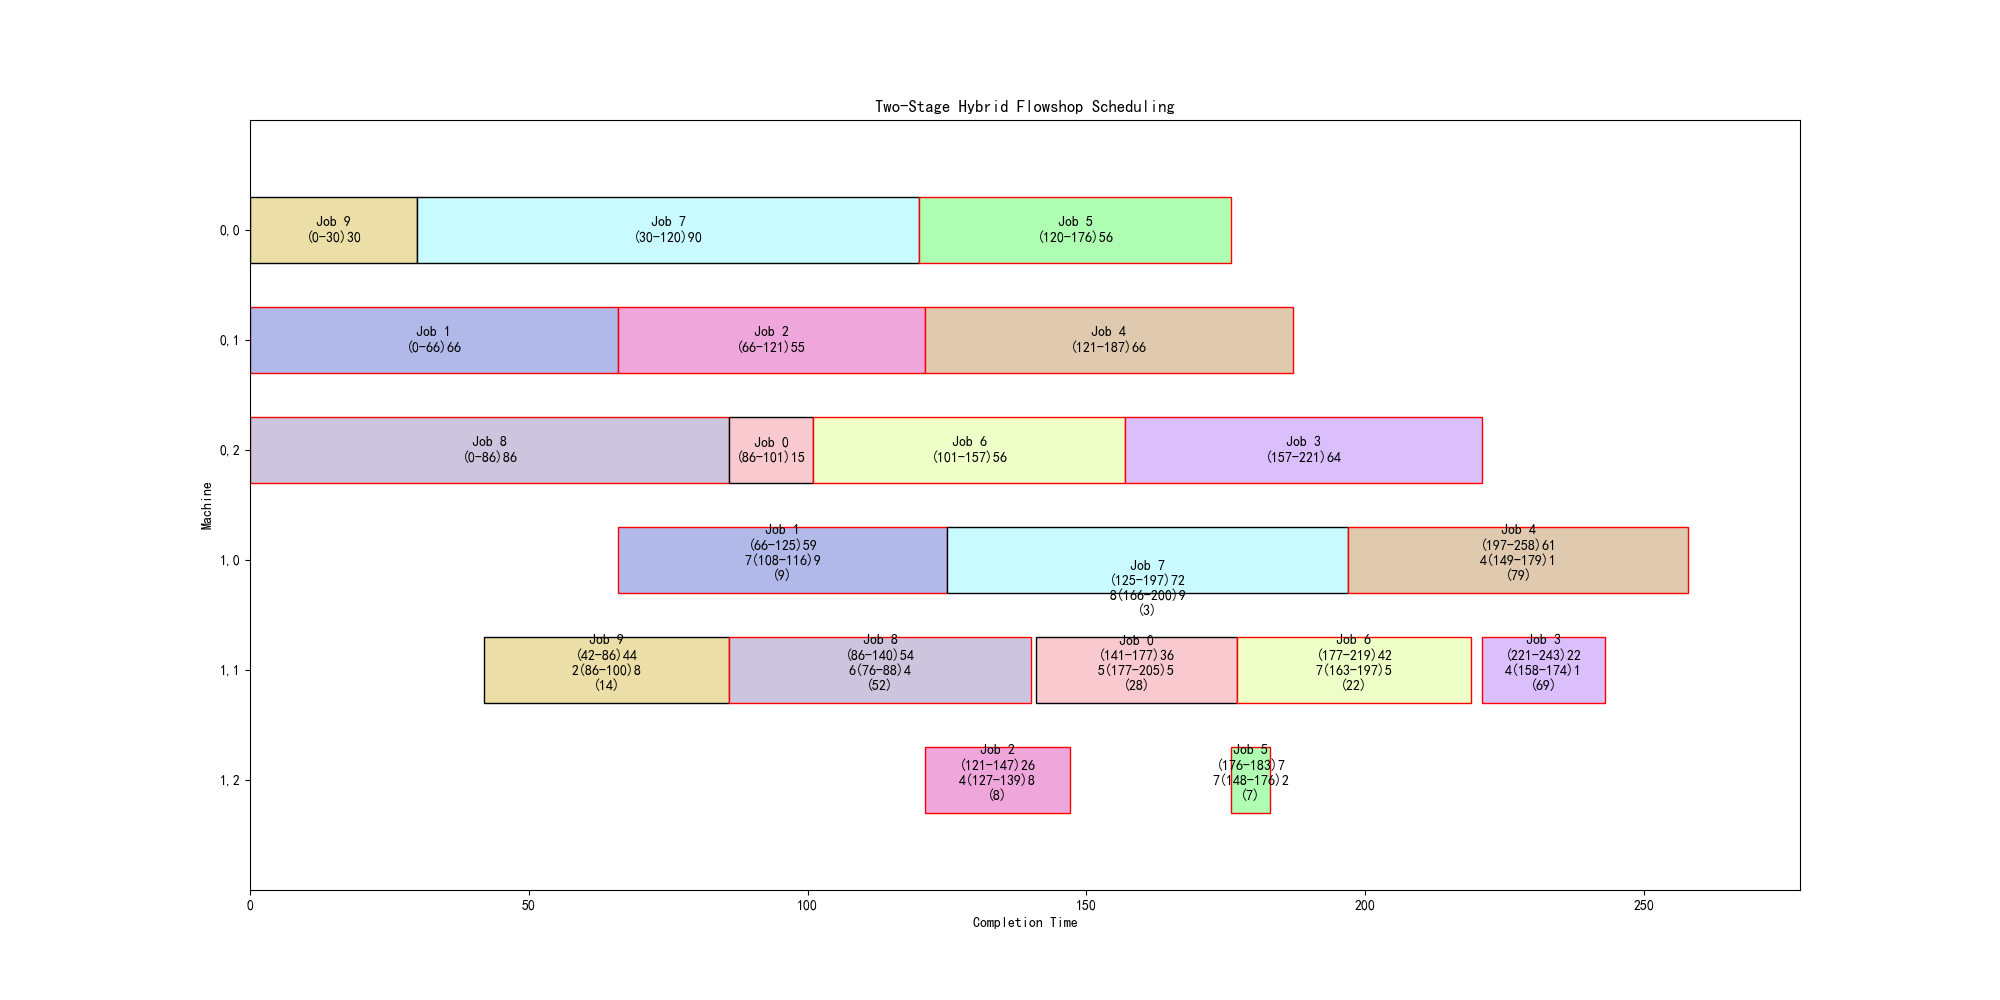 Two-Stage Hybrid Flowshop Scheduling
Machine
0,0
Job 9
(0-30)30
Job 7
(30-120)90
Job 5
(120-176)56
0,1
Job 1
(0-66)66
Job 2
(66-121)55
Job 4
(121-187)66
0,2
Job 8
(0-86)86
Job 0
(86-101)15
Job 6
(101-157)56
Job 3
(157-221)64
1,0
Job 1
(66-125)59
7(108-116)9
(9)
Job 7
(125-197)72
8(166-200)9
(3)
Job 4
(197-258)61
4(149-179)1
(79)
1,1
Job 9
(42-86)44
2(86-100)8
(14)
Job 8
(86-140)54
6(76-88)4
(52)
Job 0
(141-177)36
5(177-205)5
(28)
Job 6
(177-219)42
7(163-197)5
(22)
Job 3
(221-243)22
4(158-174)1
(69)
1,2
Job 2
(121-147)26
4(127-139)8
(8)
Job 5
(176-183)7
7(148-176)2
(7)
0
50
100
150
200
250
Completion Time